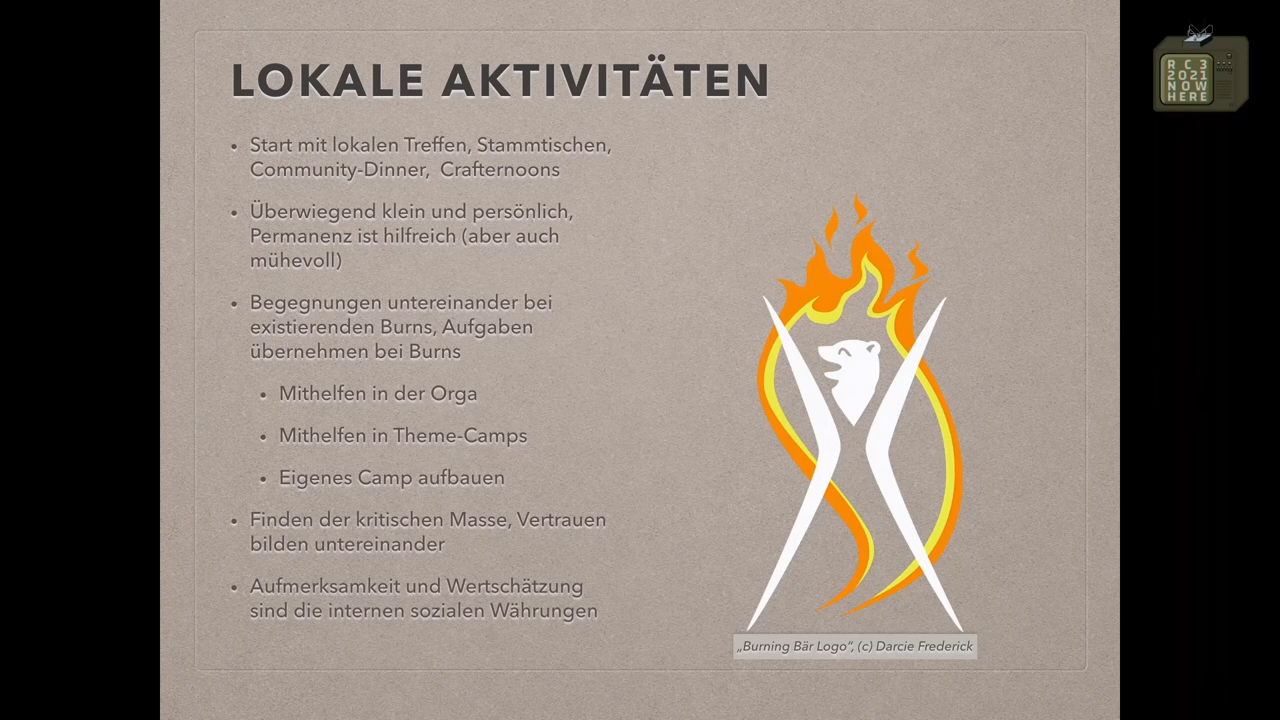 LOKALE AKTIVITÄTEN
• Start mit lokalen Treffen, Stammtischen,
Community-Dinner, Crafternoons
• Überwiegend klein und persönlich,
Permanenz ist hilfreich (aber auch
mühevoll)
• Begegnungen untereinander bei
existierenden Burns, Aufgaben
übernehmen bei Burns
• Mithelfen in der Orga
• Mithelfen in Theme-Camps
• Eigenes Camp aufbauen
• Finden der kritischen Masse, Vertrauen
bilden untereinander
• Aufmerksamkeit und Wertschätzung
sind die internen sozialen Währungen
„Burning Bär Logo“, (c) Darcie Frederick
R C 3
2021
NOW
HERE